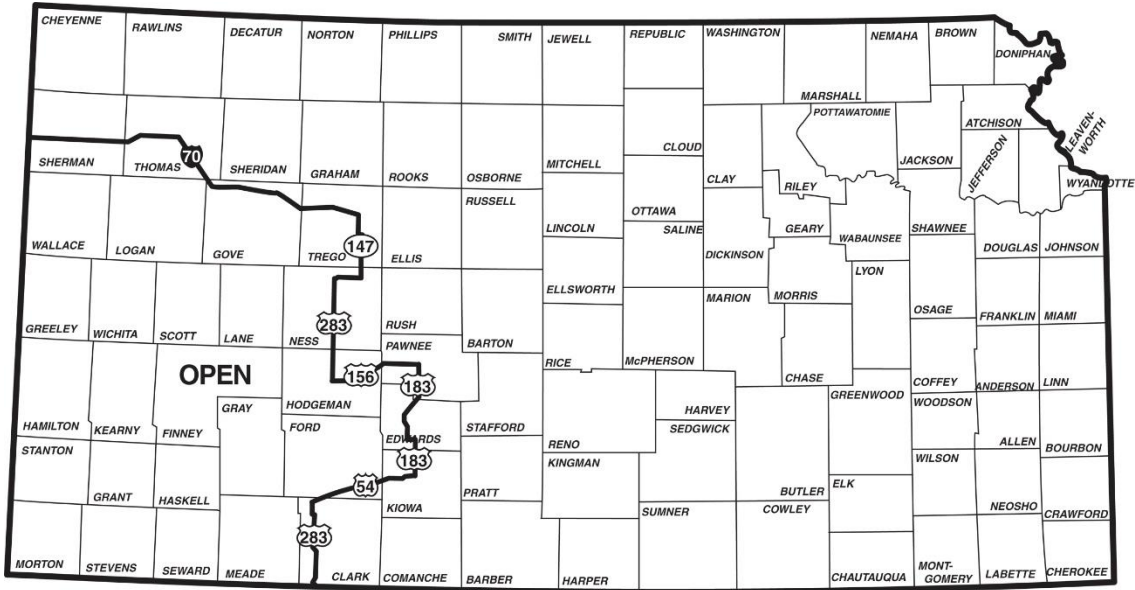 CHEYENNE
RAWLINS
DECATUR
NORTON
PHILLIPS
SMITH
JEWELL
REPUBLIC
WASHINGTON
MARSHALL
NEMAHA
BROWN
DONIPHAN
SHERMAN
THOMAS
70
SHERIDAN
GRAHAM
ROOKS
OSBORNE
MITCHELL
CLOUD
CLAY
RILEY
POTTAWATOMIE
JACKSON
ATCHISON
JEFFERSON
LEAVEN-
WORTH
WYANDOTTE
WALLACE
LOGAN
GOVE
TREGO
147
ELLIS
RUSSELL
LINCOLN
OTTAWA
SALINE
DICKINSON
GEARY
WABAUNSEE
SHAWNEE
DOUGLAS
JOHNSON
GREELEY
WICHITA
SCOTT
LANE
NESS
283
RUSH
BARTON
ELLSWORTH
RICE
McPHERSON
MARION
MORRIS
CHASE
LYON
OSAGE
FRANKLIN
MIAMI
OPEN
156
PAWNEE
183
HAMILTON
KEARNY
FINNEY
GRAY
HODGEMAN
FORD
EDWARDS
STAFFORD
RENO
HARVEY
SEDGWICK
BUTLER
GREENWOOD
COFFEY
ANDERSON
LINN
WOODSON
ALLEN
BOURBON
STANTON
GRANT
HASKELL
54
183
KIOWA
PRATT
KINGMAN
ELK
WILSON
NEOSHO
CRAWFORD
MORTON
STEVENS
SEWARD
MEADE
283
CLARK
COMANCHE
BARBER
HARPER
SUMNER
COWLEY
CHAUTAUQUA
MONT-
GOMERY
LABETTE
CHEROKEE